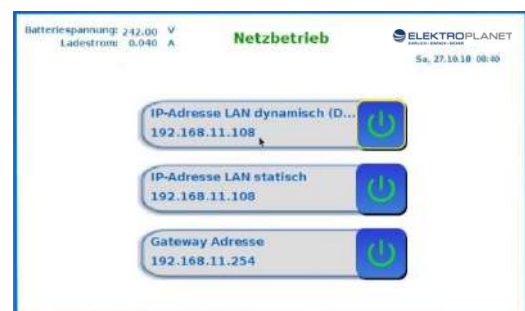 Batteriespannung: 242.00 V
Ladestrom: 0.040 A
Netzbetrieb
ELEKTROPLANET
Sa, 27.10.18 08:40
IP-Adresse LAN dynamisch (D...
192.168.11.108
IP-Adresse LAN statisch
192.168.11.108
Gateway Adresse
192.168.11.254